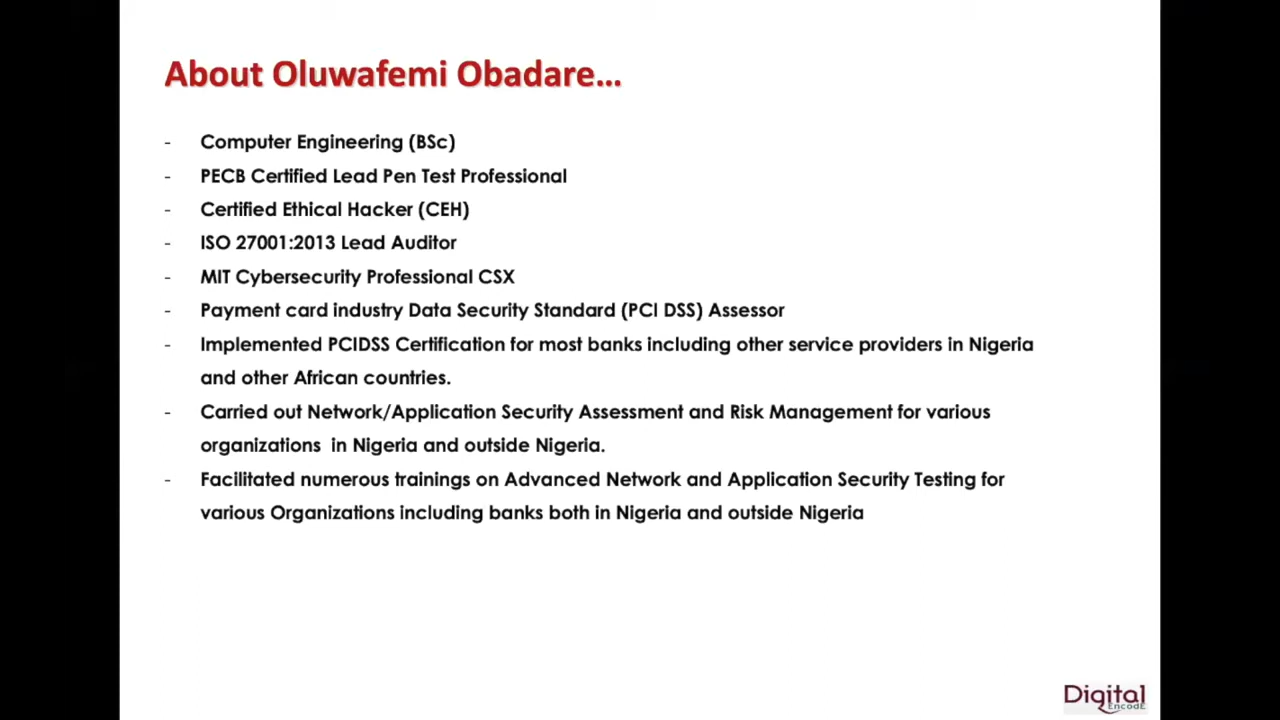 About Oluwafemi Obadare...
- Computer Engineering (BSc)
- PECB Certified Lead Pen Test Professional
- Certified Ethical Hacker (CEH)
- ISO 27001:2013 Lead Auditor
- MIT Cybersecurity Professional CSX
- Payment card industry Data Security Standard (PCI DSS) Assessor
- Implemented PCIDSS Certification for most banks including other service providers in Nigeria
and other African countries.
- Carried out Network/Application Security Assessment and Risk Management for various
organizations  in Nigeria and outside Nigeria.
- Facilitated numerous trainings on Advanced Network and Application Security Testing for
various Organizations including banks both in Nigeria and outside Nigeria
Digital
EncodE